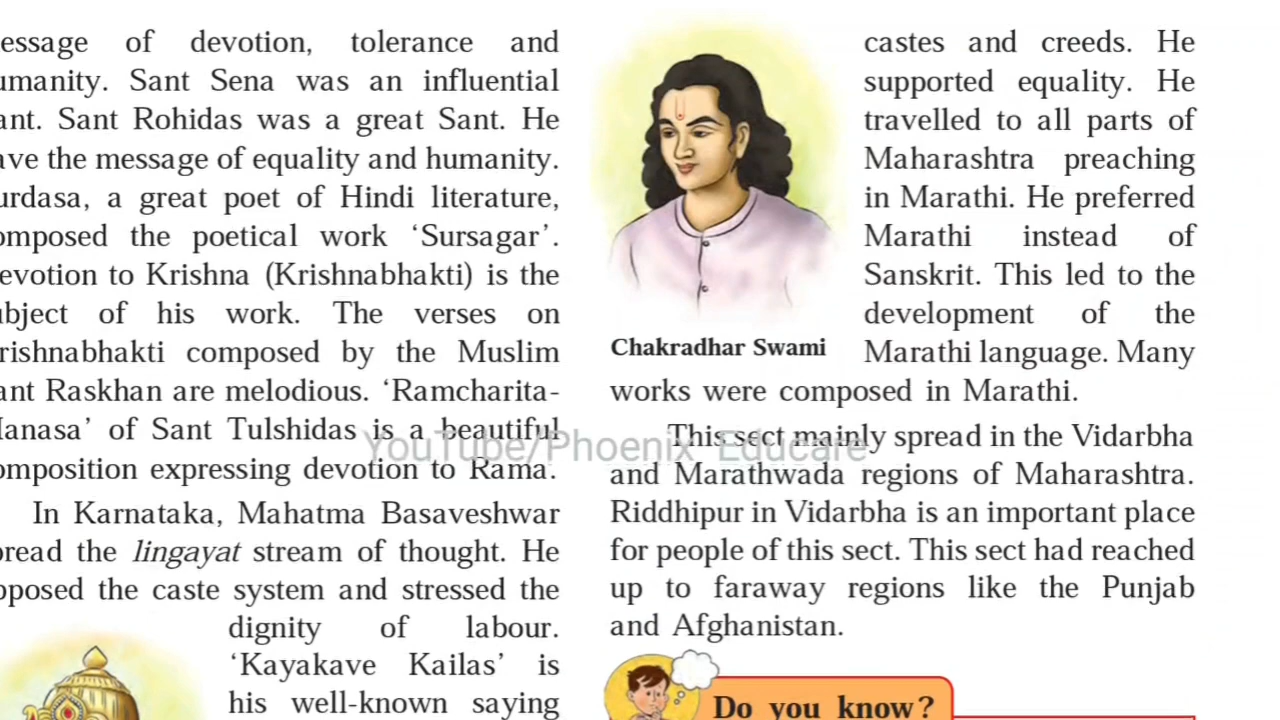 essage of devotion, tolerance and
umanity. Sant Sena was an influential
ant. Sant Rohidas was a great Sant. He
ave the message of equality and humanity.
urdasa, a great poet of Hindi literature,
omposed the poetical work ‘Sursagar’.
evotion to Krishna (Krishnabhakti) is the
ubject of his work. The verses on
rishnabhakti composed by the Muslim
ant Raskhan are melodious. ‘Ramcharita-
Manasa’ of Sant Tulshidas is a beautiful
omposition expressing devotion to Rama.
In Karnataka, Mahatma Basaveshwar
pread the lingayat stream of thought. He
pposed the caste system and stressed the
dignity of labour.
‘Kayakave Kailas’ is
his well-known saying
castes and creeds. He
supported equality. He
travelled to all parts of
Maharashtra preaching
in Marathi. He preferred
Marathi instead of
Sanskrit. This led to the
development of the
Marathi language. Many
works were composed in Marathi.
Chakradhar Swami
This sect mainly spread in the Vidarbha
and Marathwada regions of Maharashtra.
Riddhipur in Vidarbha is an important place
for people of this sect. This sect had reached
up to faraway regions like the Punjab
and Afghanistan.
Do you know?
YouTube/Phoenix Educare